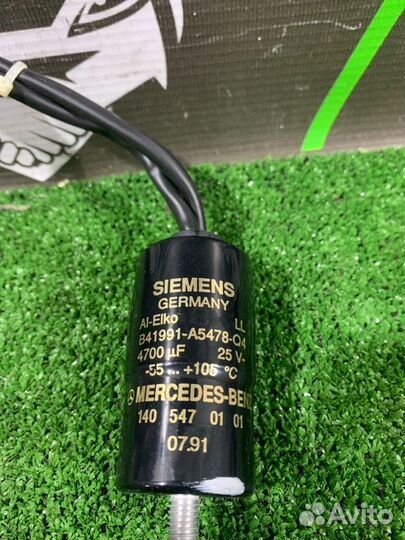 SIEMENS
GERMANY
Al-Elko LL
B41991-A5478-Q4
4700 µF 25 V-
-55 ... +105 °C
MERCEDES-BENZ
140 547 01 01
07.91
Avito